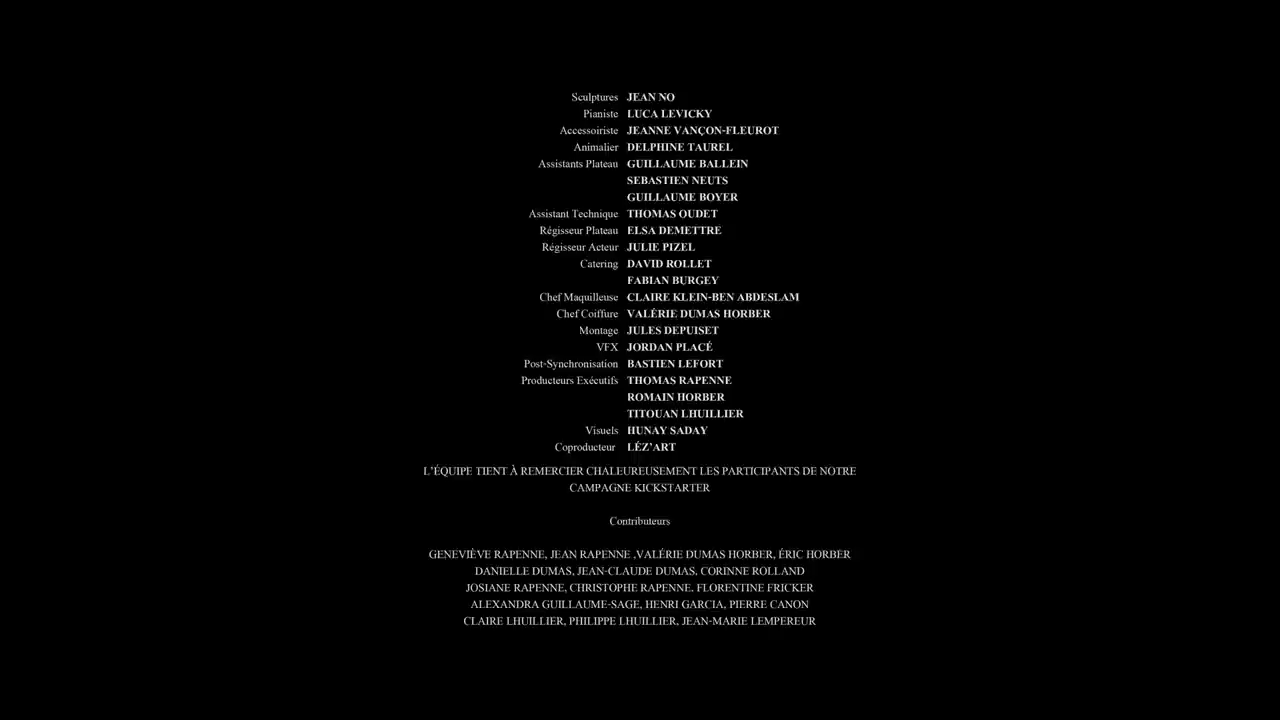 Sculptures JEAN NO
Pianiste LUCA LEVICKY
Accessoiriste JEANNE VANÇON-FLEUROT
Animalier DELPHINE TAUREL
Assistants Plateau GUILLAUME BALLEIN
SEBASTIEN NEUTS
GUILLAUME BOYER
Assistant Technique THOMAS OUDET
Régisseur Plateau ELSA DEMETTRE
Régisseur Acteur JULIE PIZEL
Catering DAVID ROLLET
FABIAN BURGEY
Chef Maquilleuse CLAIRE KLEIN-BEN ABDESLAM
Chef Coiffure VALÉRIE DUMAS HORBER
Montage JULES DEPUISET
VFX JORDAN PLACÉ
Post-Synchronisation BASTIEN LEFORT
Producteurs Exécutifs THOMAS RAPENNE
ROMAIN HORBER
TITOUAN LHUILLIER
Visuels HUNAY SADAY
Coproducteur LÉZ’ART
L’ÉQUIPE TIENT À REMERCIER CHALEUREUSEMENT LES PARTICIPANTS DE NOTRE
CAMPAGNE KICKSTARTER
Contributeurs
GENEVIÈVE RAPENNE, JEAN RAPENNE ,VALÉRIE DUMAS HORBER, ÉRIC HORBER
DANIELLE DUMAS, JEAN-CLAUDE DUMAS, CORINNE ROLLAND
JOSIANE RAPENNE, CHRISTOPHE RAPENNE. FLORENTINE FRICKER
ALEXANDRA GUILLAUME-SAGE, HENRI GARCIA, PIERRE CANON
CLAIRE LHUILLIER, PHILIPPE LHUILLIER, JEAN-MARIE LEMPEREUR